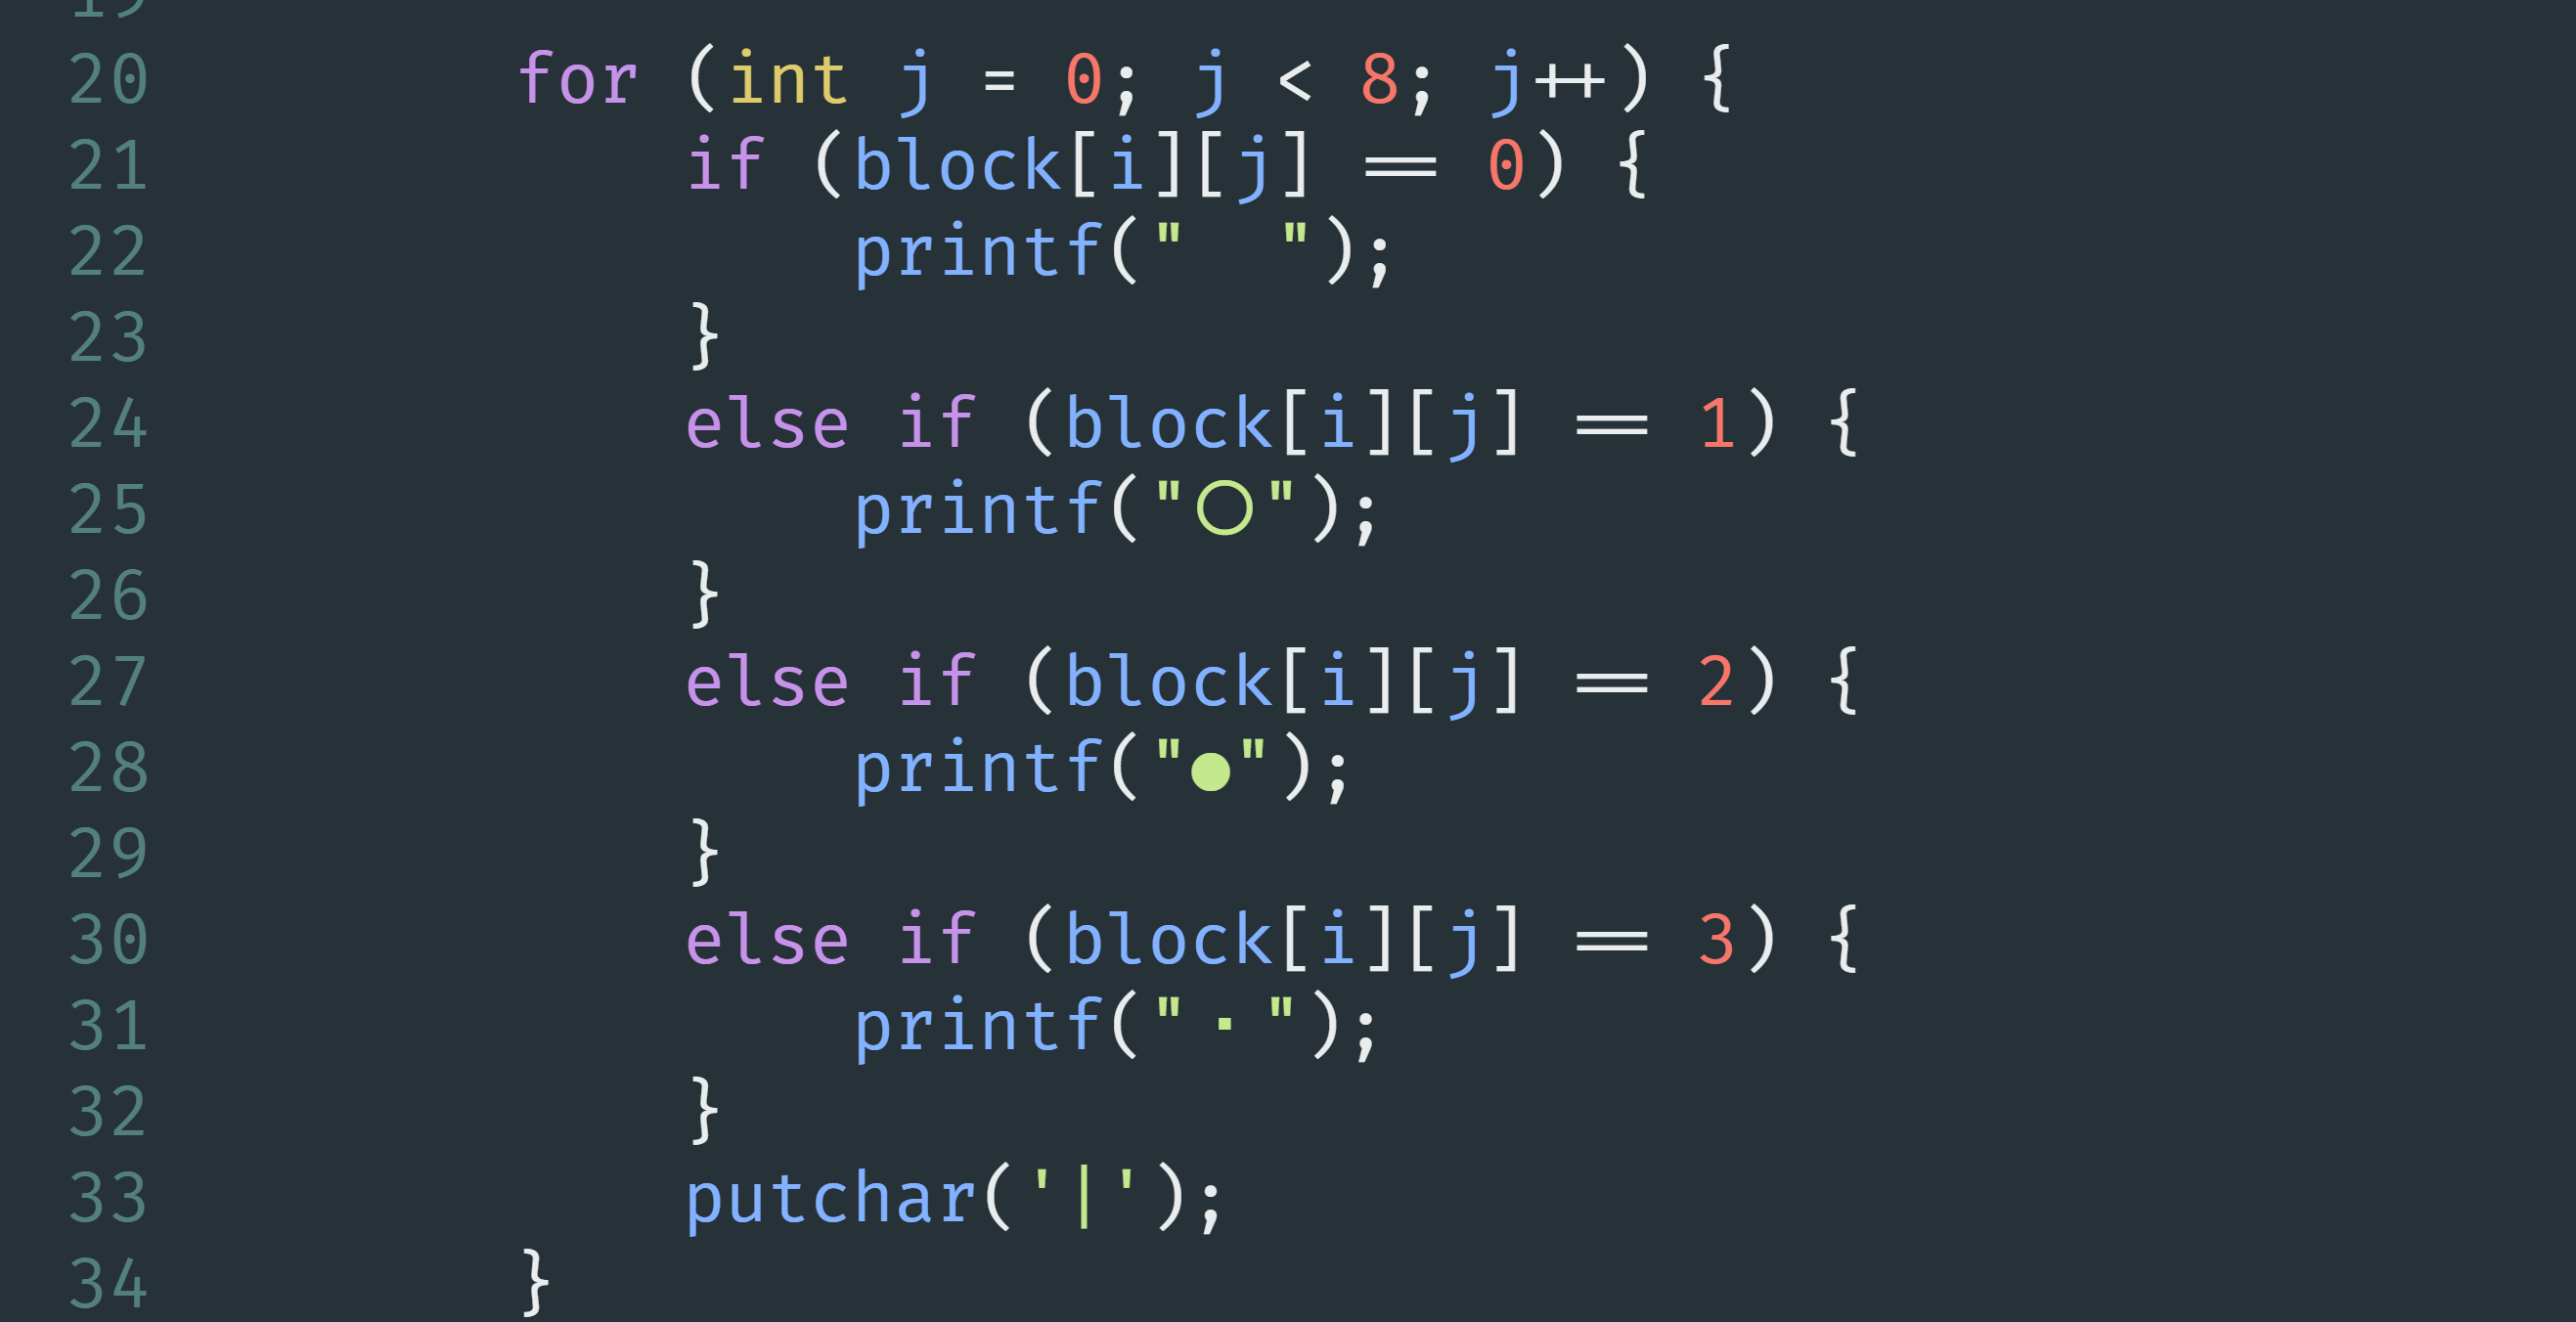 19
20 for (int j = 0; j < 8; j++) {
21 if (block[i][j] == 0) {
22 printf("  ");
23 }
24 else if (block[i][j] == 1) {
25 printf("○");
26 }
27 else if (block[i][j] == 2) {
28 printf("●");
29 }
30 else if (block[i][j] == 3) {
31 printf("·");
32 }
33 putchar('|');
34 }